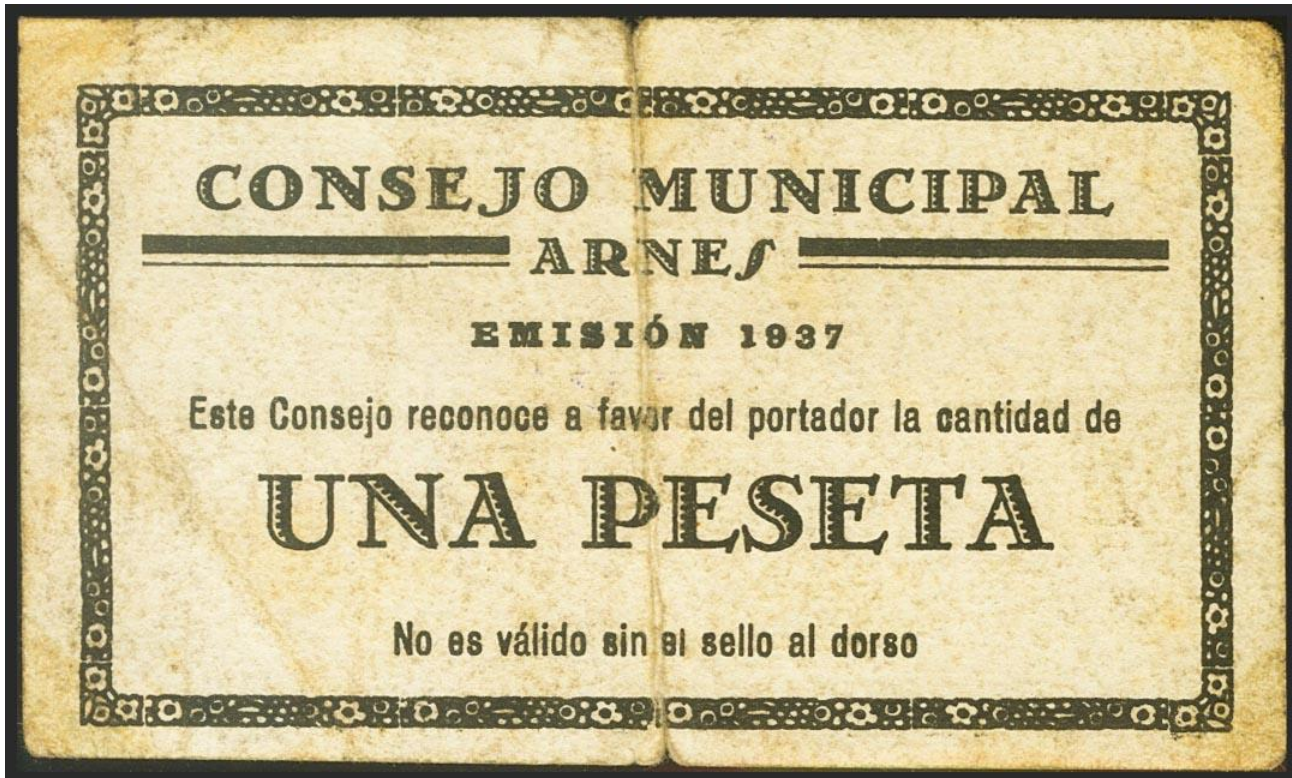 CONSEJO MUNICIPAL
ARNES
EMISIÓN 1937
Este Consejo reconoce a favor del portador la cantidad de
UNA PESETA
No es válido sin el sello al dorso